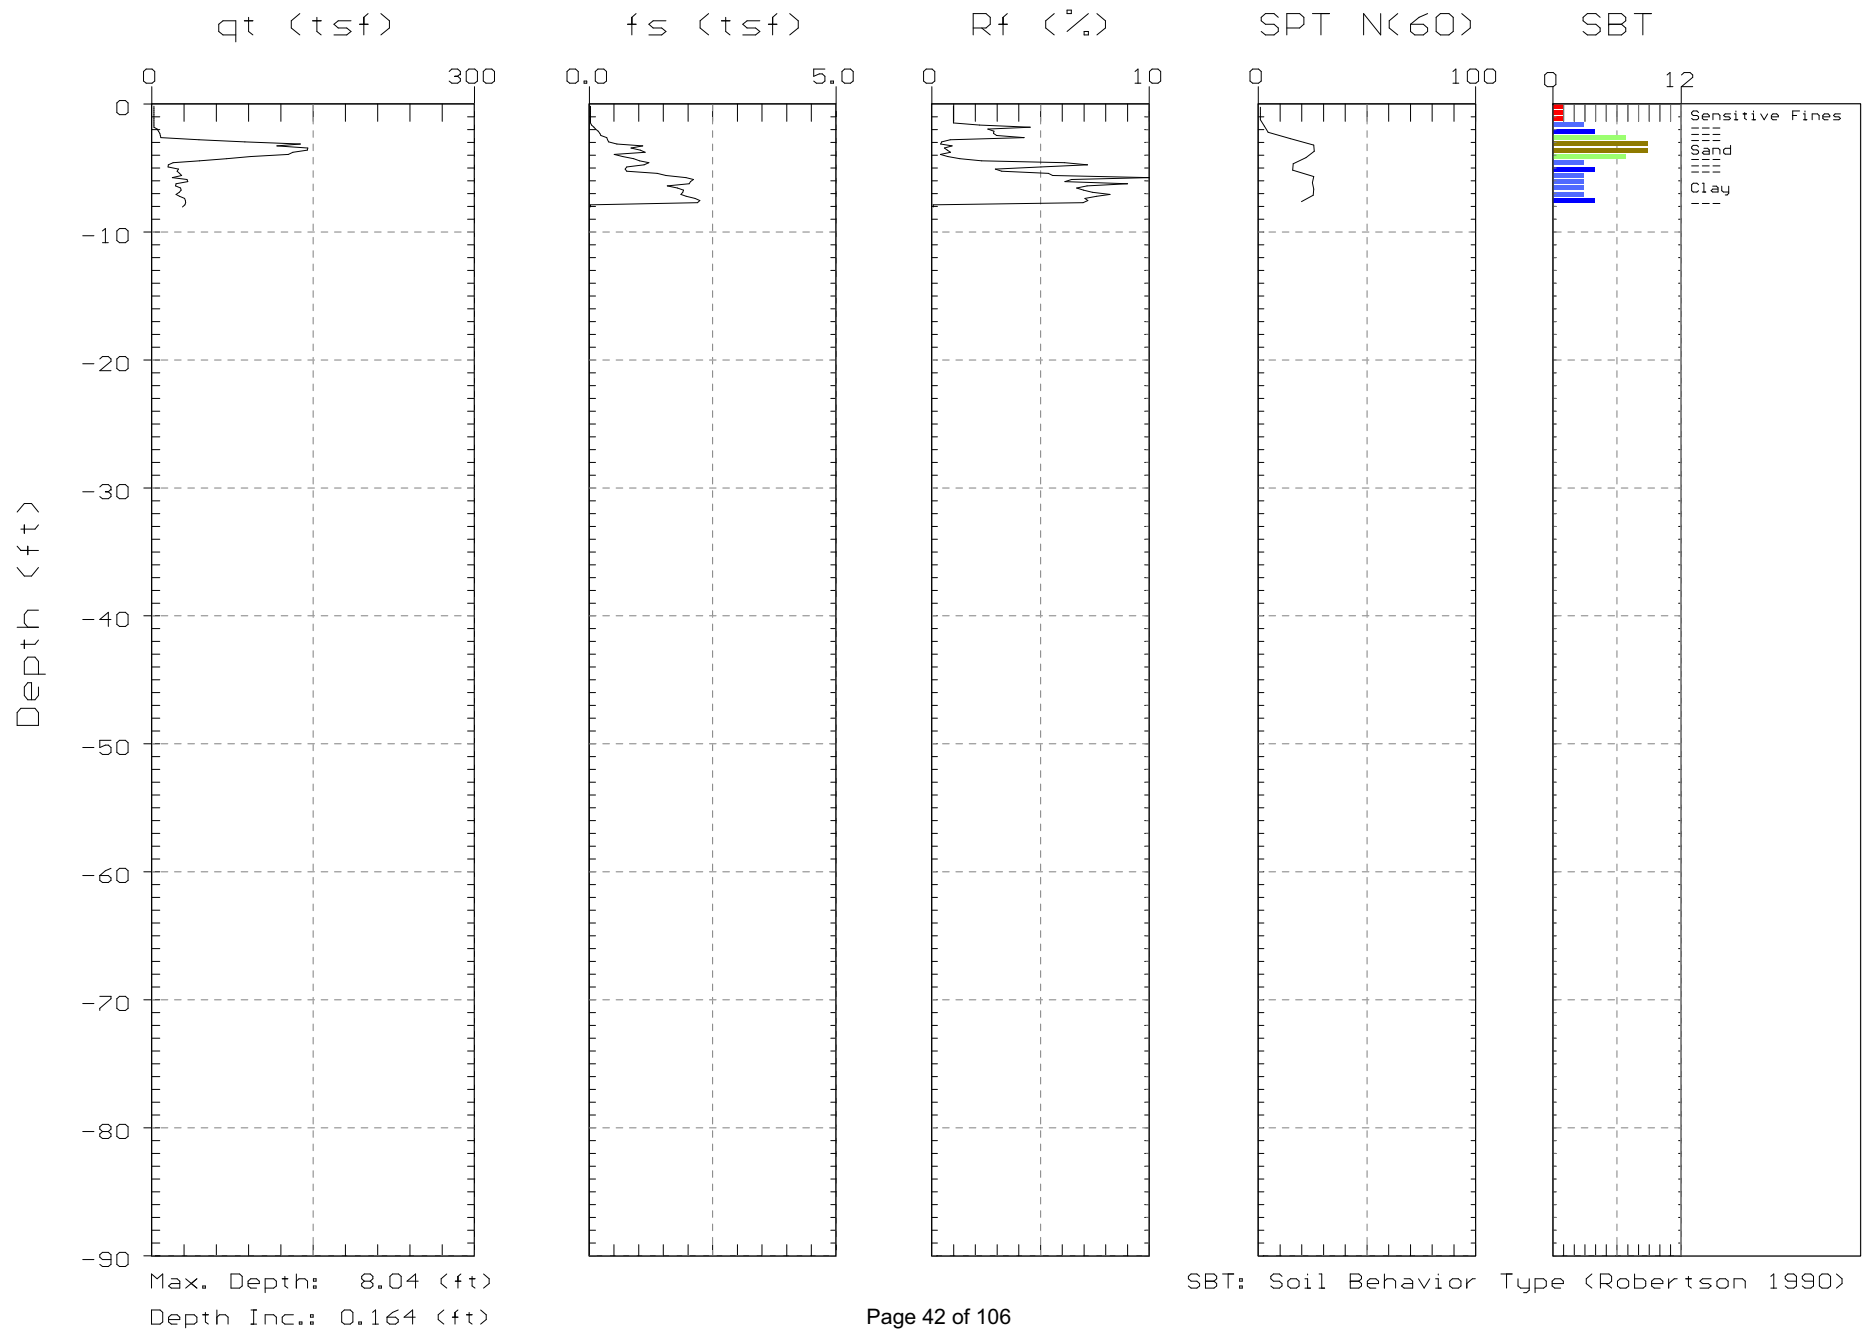 qt (tsf) fs (tsf) Rf (%) SPT N(60) SBT
0 300 0.0 5.0 0 10 0 100 0 12
0
-10
-20
-30
-40
-50
-60
-70
-80
-90
Depth (ft)
Sensitive Fines
---
---
Sand
---
---
Clay
---
Max. Depth: 8.04 (ft)
Depth Inc.: 0.164 (ft)
SBT: Soil Behavior Type (Robertson 1990)
Page 42 of 106